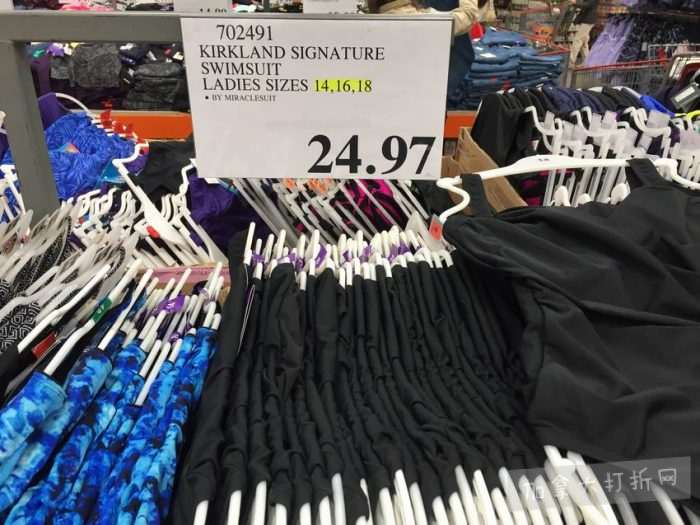 702491
KIRKLAND SIGNATURE
SWIMSUIT
LADIES SIZES 14,16,18
• BY MIRACLESUIT
24.97
加拿大打折网